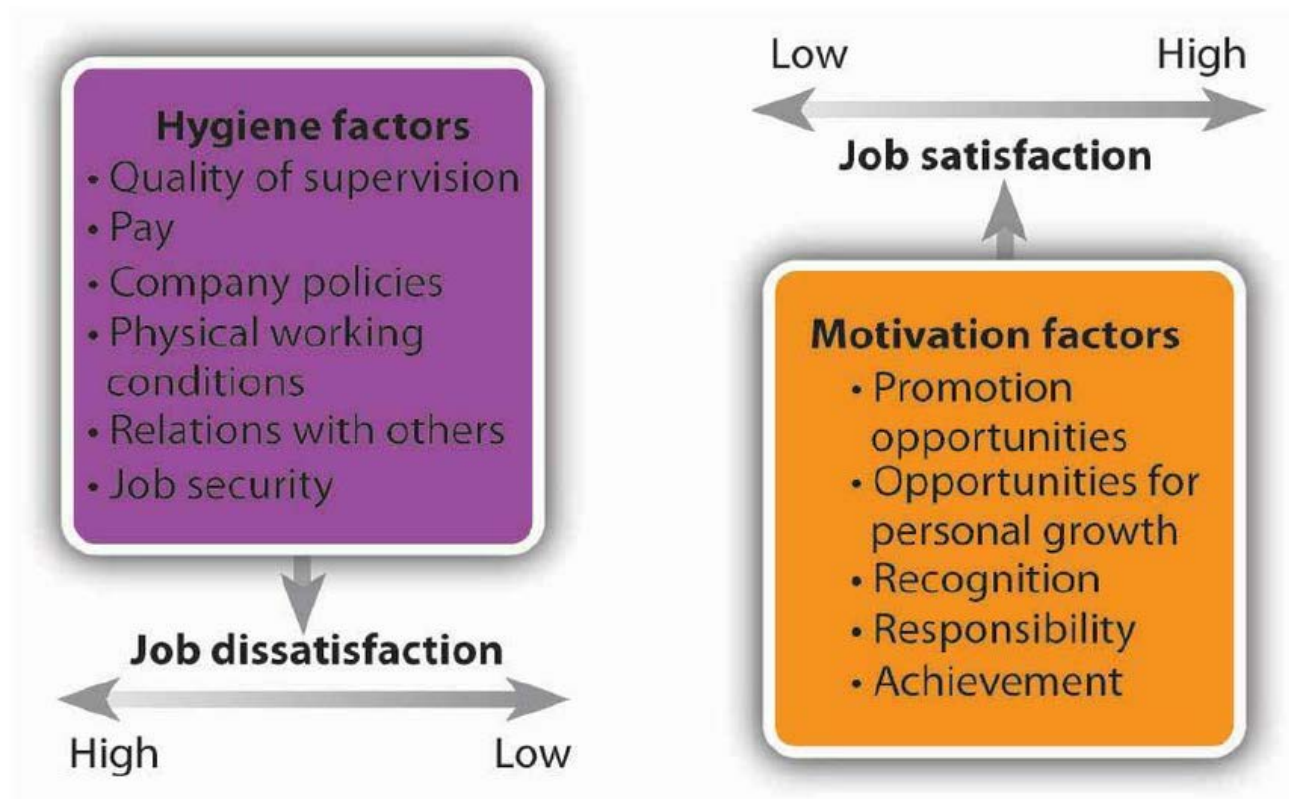 Hygiene factors
• Quality of supervision
• Pay
• Company policies
• Physical working
conditions
• Relations with others
• Job security
Job dissatisfaction
High Low
Low High
Job satisfaction
Motivation factors
• Promotion
opportunities
• Opportunities for
personal growth
• Recognition
• Responsibility
• Achievement